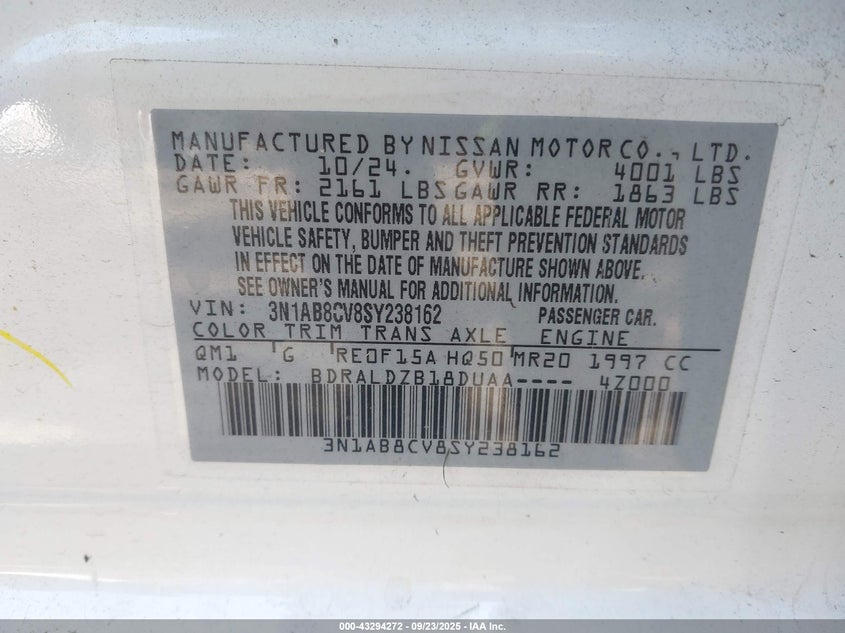 MANUFACTURED BY NISSAN MOTOR CO., LTD.
DATE: 10/24. GVWR: 4001 LBS
GAWR FR: 2161 LBS GAWR RR: 1863 LBS
THIS VEHICLE CONFORMS TO ALL APPLICABLE FEDERAL MOTOR
VEHICLE SAFETY, BUMPER AND THEFT PREVENTION STANDARDS
IN EFFECT ON THE DATE OF MANUFACTURE SHOWN ABOVE.
SEE OWNER'S MANUAL FOR ADDITIONAL INFORMATION.
VIN: 3N1AB8CV8SY238162 PASSENGER CAR.
COLOR TRIM TRANS AXLE ENGINE
QM1 G RE0F15A HQ50 MR20 1997 CC
MODEL: BDRALDZB18DUAA---- 4Z000
3N1AB8CV8SY238162
000-43294272 - 09/23/2025 - IAA Inc.